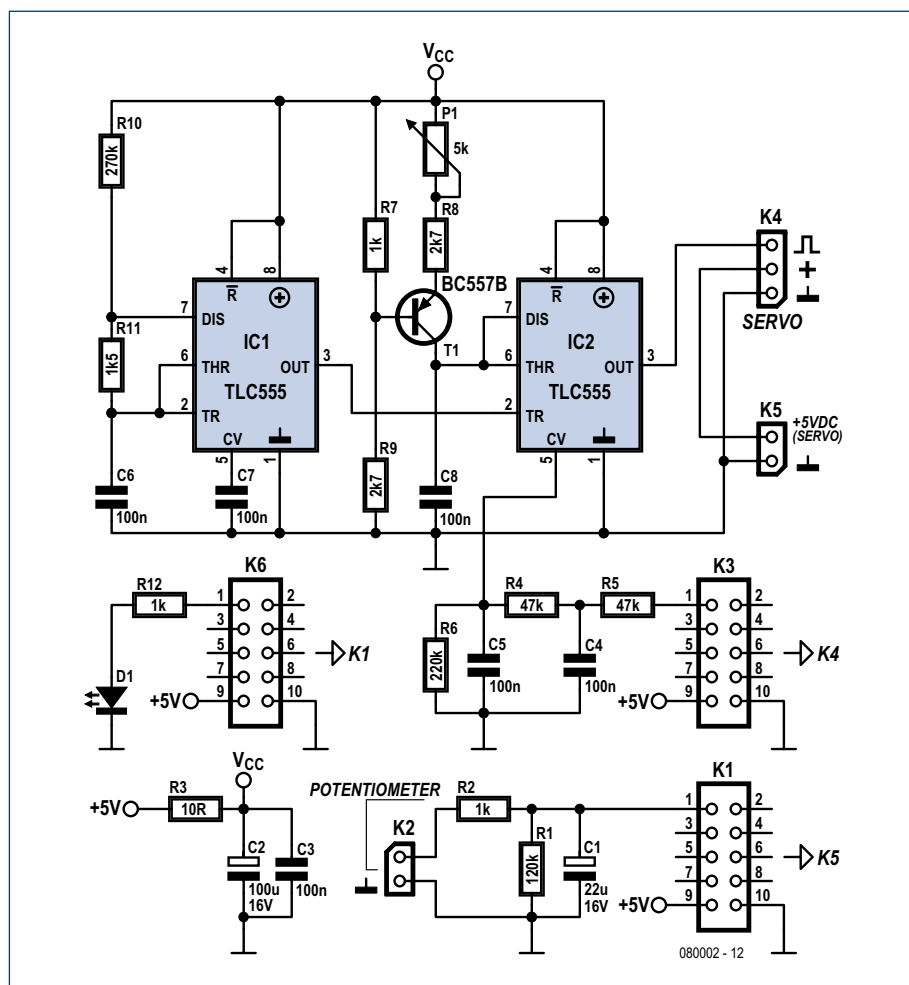 VCC
R10
270k
P1
5k
R7
1k
R8
2k7
K4
+
SERVO
BC557B
T1
4
8
R
7
DIS
R11
1k5
IC1
6
THR
OUT
3
TLC555
2
TR
CV
5
1
4
8
R
7
DIS
IC2
6
THR
OUT
3
TLC555
2
TR
CV
5
1
K5
+5VDC
(SERVO)
R9
2k7
C6
100n
C7
100n
C8
100n
R12
1k
K6
1 2
3 4
5 6
7 8
9 10
+5V
K1
D1
R4
47k
R5
47k
R6
220k
C5
100n
C4
100n
K3
1 2
3 4
5 6
7 8
9 10
+5V
K4
VCC
+5V
R3
10R
C2
100u
16V
C3
100n
POTENTIOMETER
K2
R2
1k
R1
120k
C1
22u
16V
K1
1 2
3 4
5 6
7 8
9 10
+5V
K5
080002 - 12